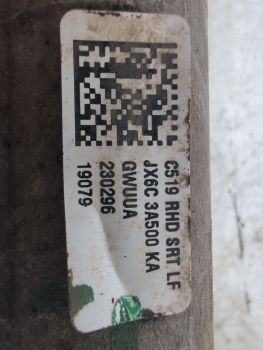 C519 RHD SRT LF
JX6C 3A500 KA
GWUUA
230296
19079